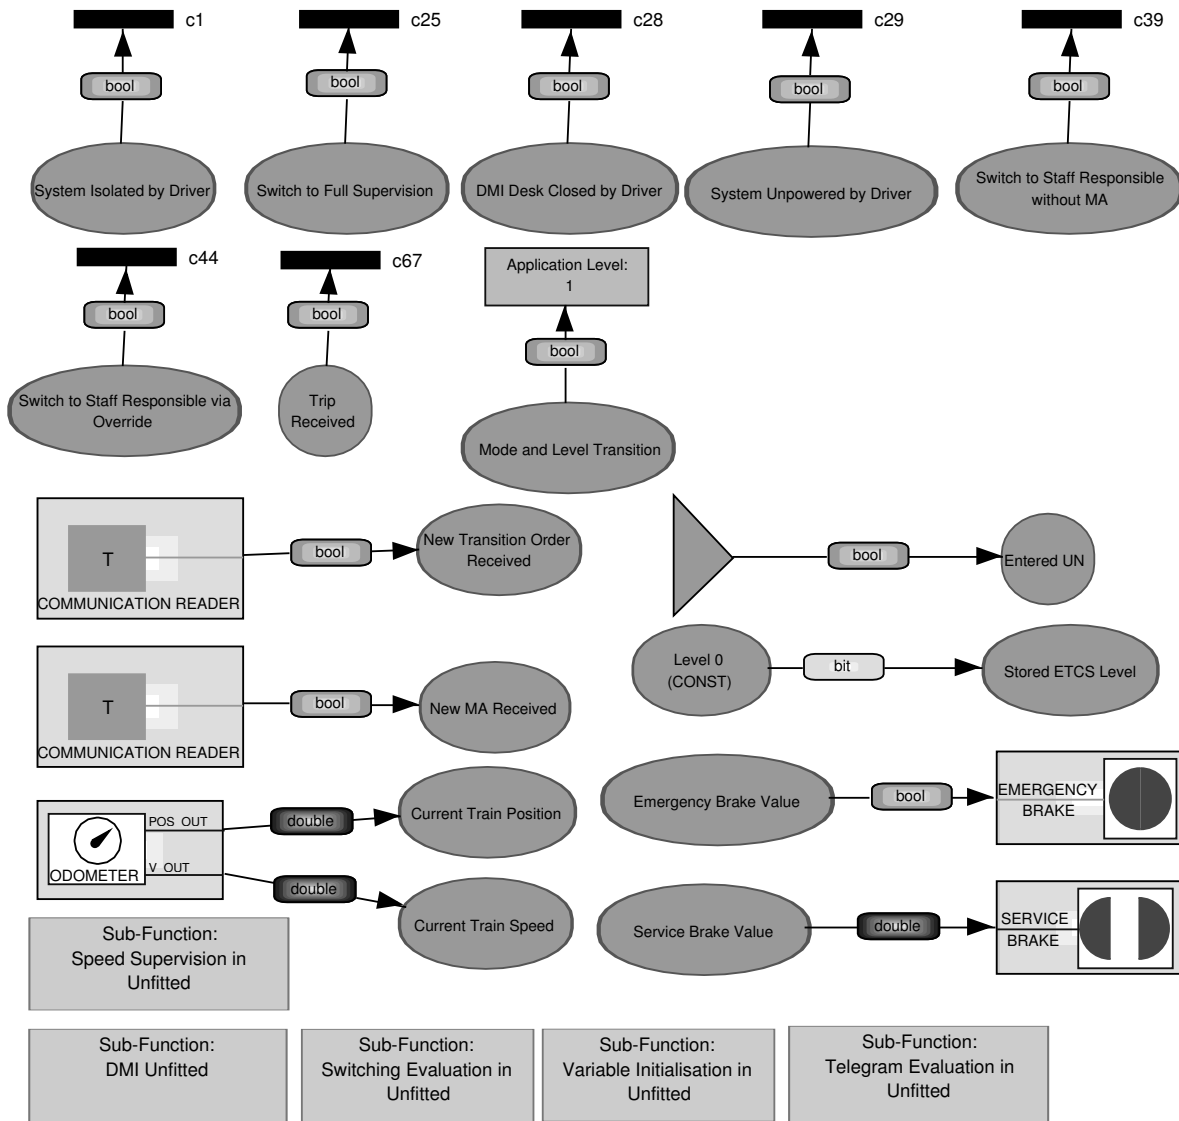 c1
c25
c28
c29
c39
bool
bool
bool
bool
bool
System Isolated by Driver
Switch to Full Supervision
DMI Desk Closed by Driver
System Unpowered by Driver
Switch to Staff Responsible
without MA
c44
c67
Application Level:
1
bool
bool
bool
Switch to Staff Responsible via
Override
Trip
Received
Mode and Level Transition
T
COMMUNICATION READER
bool
New Transition Order
Received
bool
Entered UN
T
COMMUNICATION READER
bool
New MA Received
Level 0
(CONST)
bit
Stored ETCS Level
POS OUT
V OUT
ODOMETER
double
Current Train Position
double
Current Train Speed
Emergency Brake Value
bool
EMERGENCY
BRAKE
Service Brake Value
double
SERVICE
BRAKE
Sub-Function:
Speed Supervision in
Unfitted
Sub-Function:
DMI Unfitted
Sub-Function:
Switching Evaluation in
Unfitted
Sub-Function:
Variable Initialisation in
Unfitted
Sub-Function:
Telegram Evaluation in
Unfitted